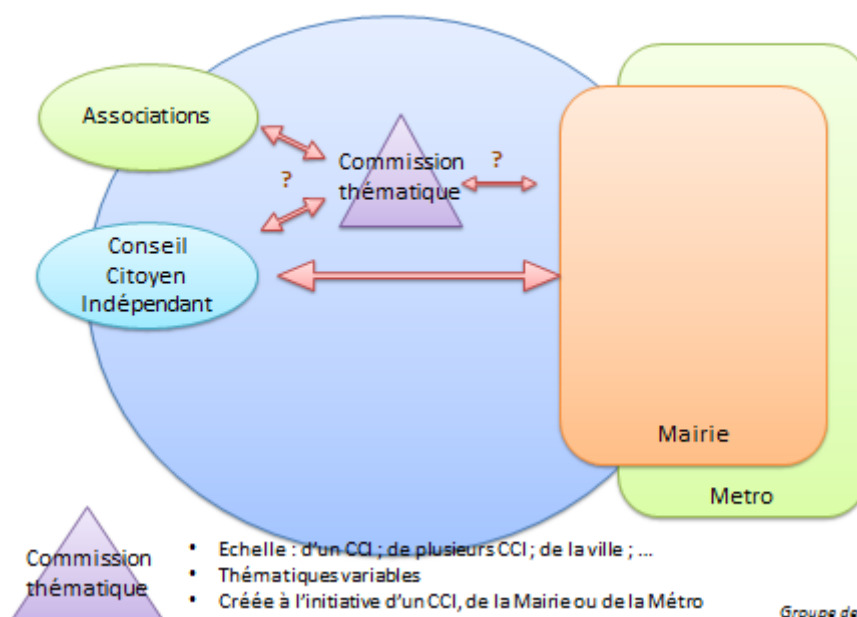 Associations
?
Commission
thématique
?
Conseil
Citoyen
Indépendant
Mairie
Metro
Commission
thématique
• Echelle : d'un CCI ; de plusieurs CCI ; de la ville ; ...
• Thématiques variables
• Créée à l'initiative d'un CCI, de la Mairie ou de la Métro
Groupe de